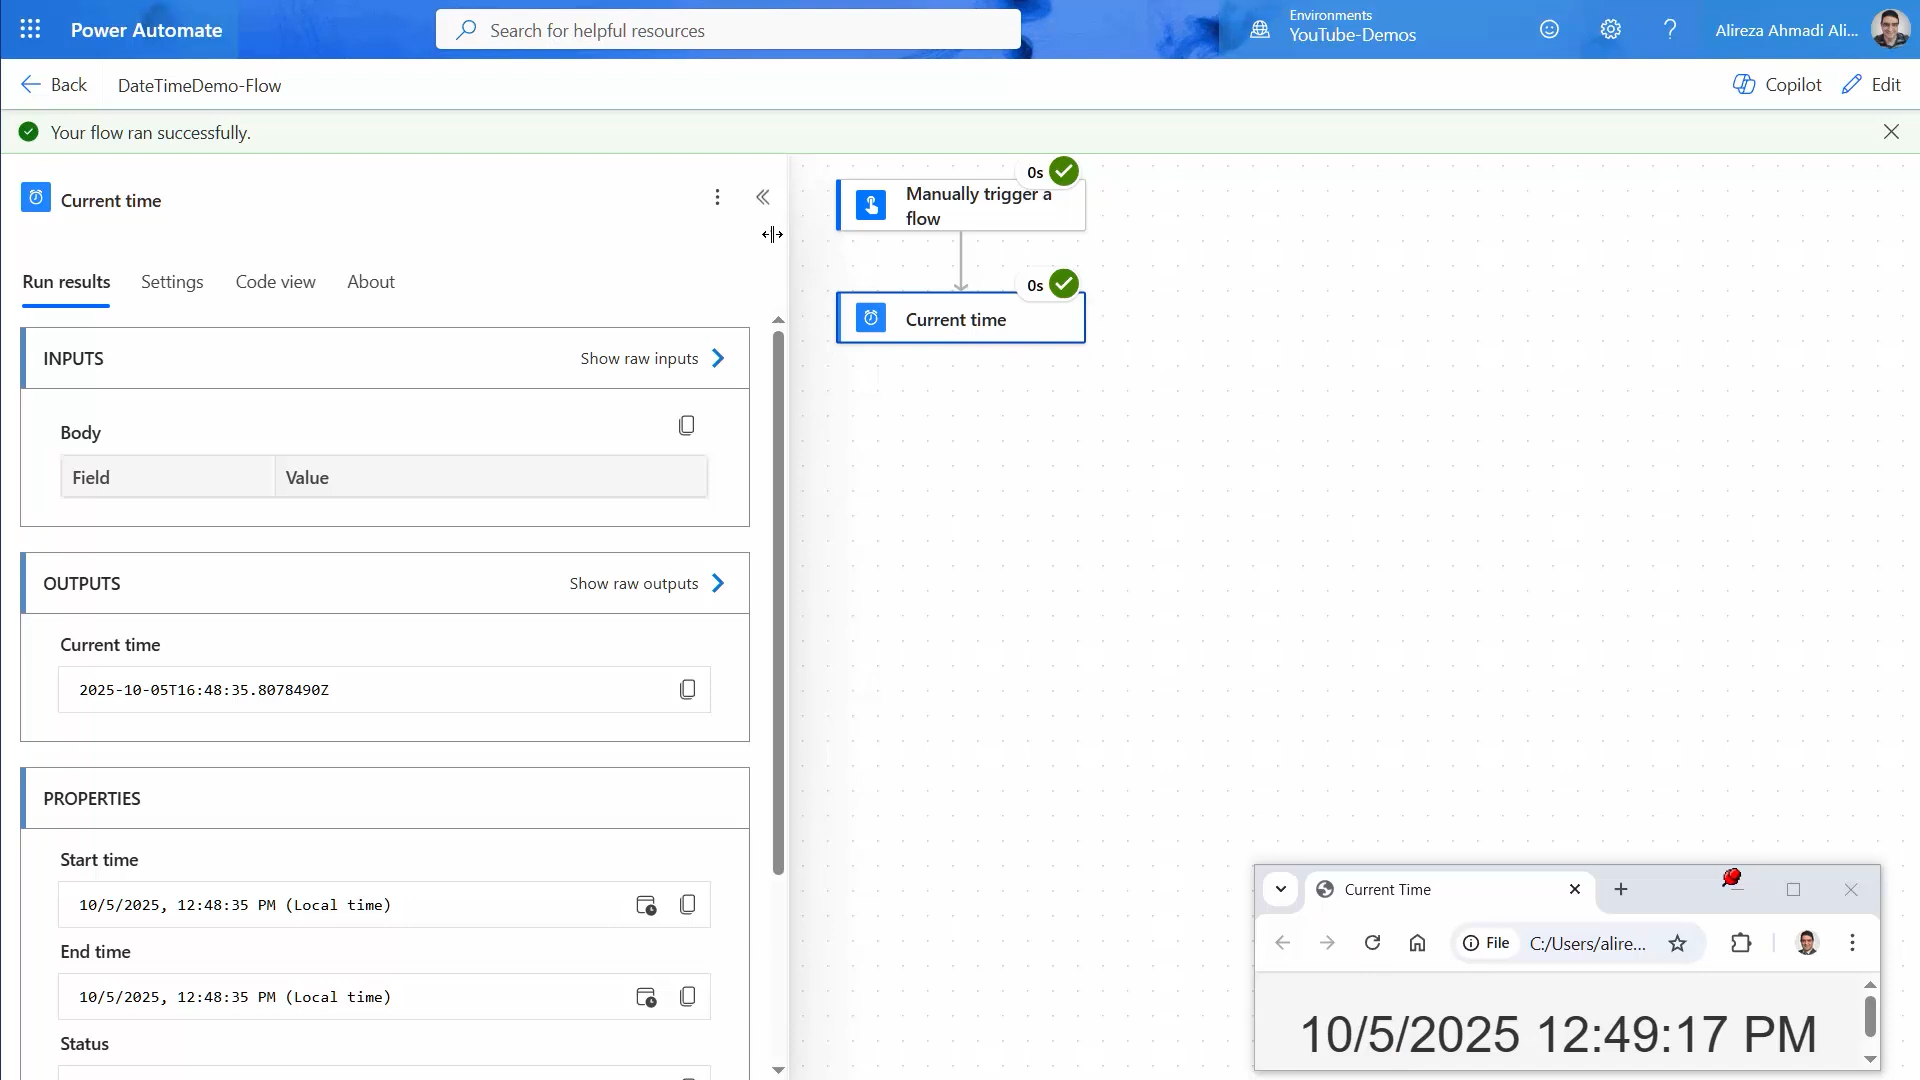 Power Automate
Search for helpful resources
Environments
YouTube-Demos
Alireza Ahmadi Ali...
Back
DateTimeDemo-Flow
Copilot
Edit
Your flow ran successfully.
Current time
Run results
Settings
Code view
About
INPUTS
Show raw inputs
Body
Field
Value
OUTPUTS
Show raw outputs
Current time
2025-10-05T16:48:35.8078490Z
PROPERTIES
Start time
10/5/2025, 12:48:35 PM (Local time)
End time
10/5/2025, 12:48:35 PM (Local time)
Status
0s
Manually trigger a
flow
0s
Current time
Current Time
File
C:/Users/alire...
10/5/2025 12:49:17 PM